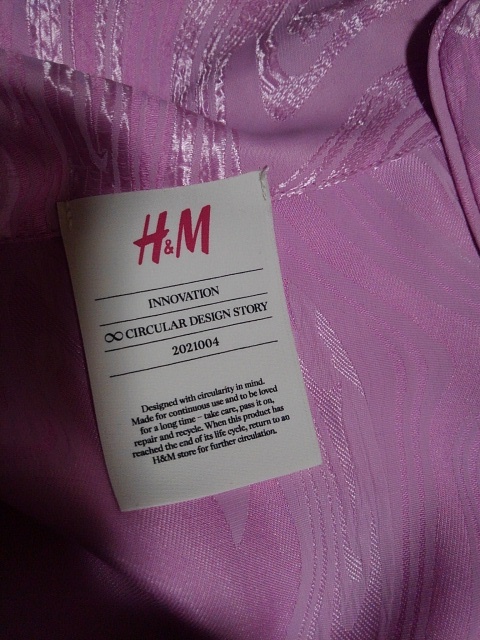 H&M
INNOVATION
∞ CIRCULAR DESIGN STORY
2021004
Designed with circularity in mind.
Made for continuous use and to be loved
for a long time – take care, pass it on,
repair and recycle. When this product has
reached the end of its life cycle, return to an
H&M store for further circulation.